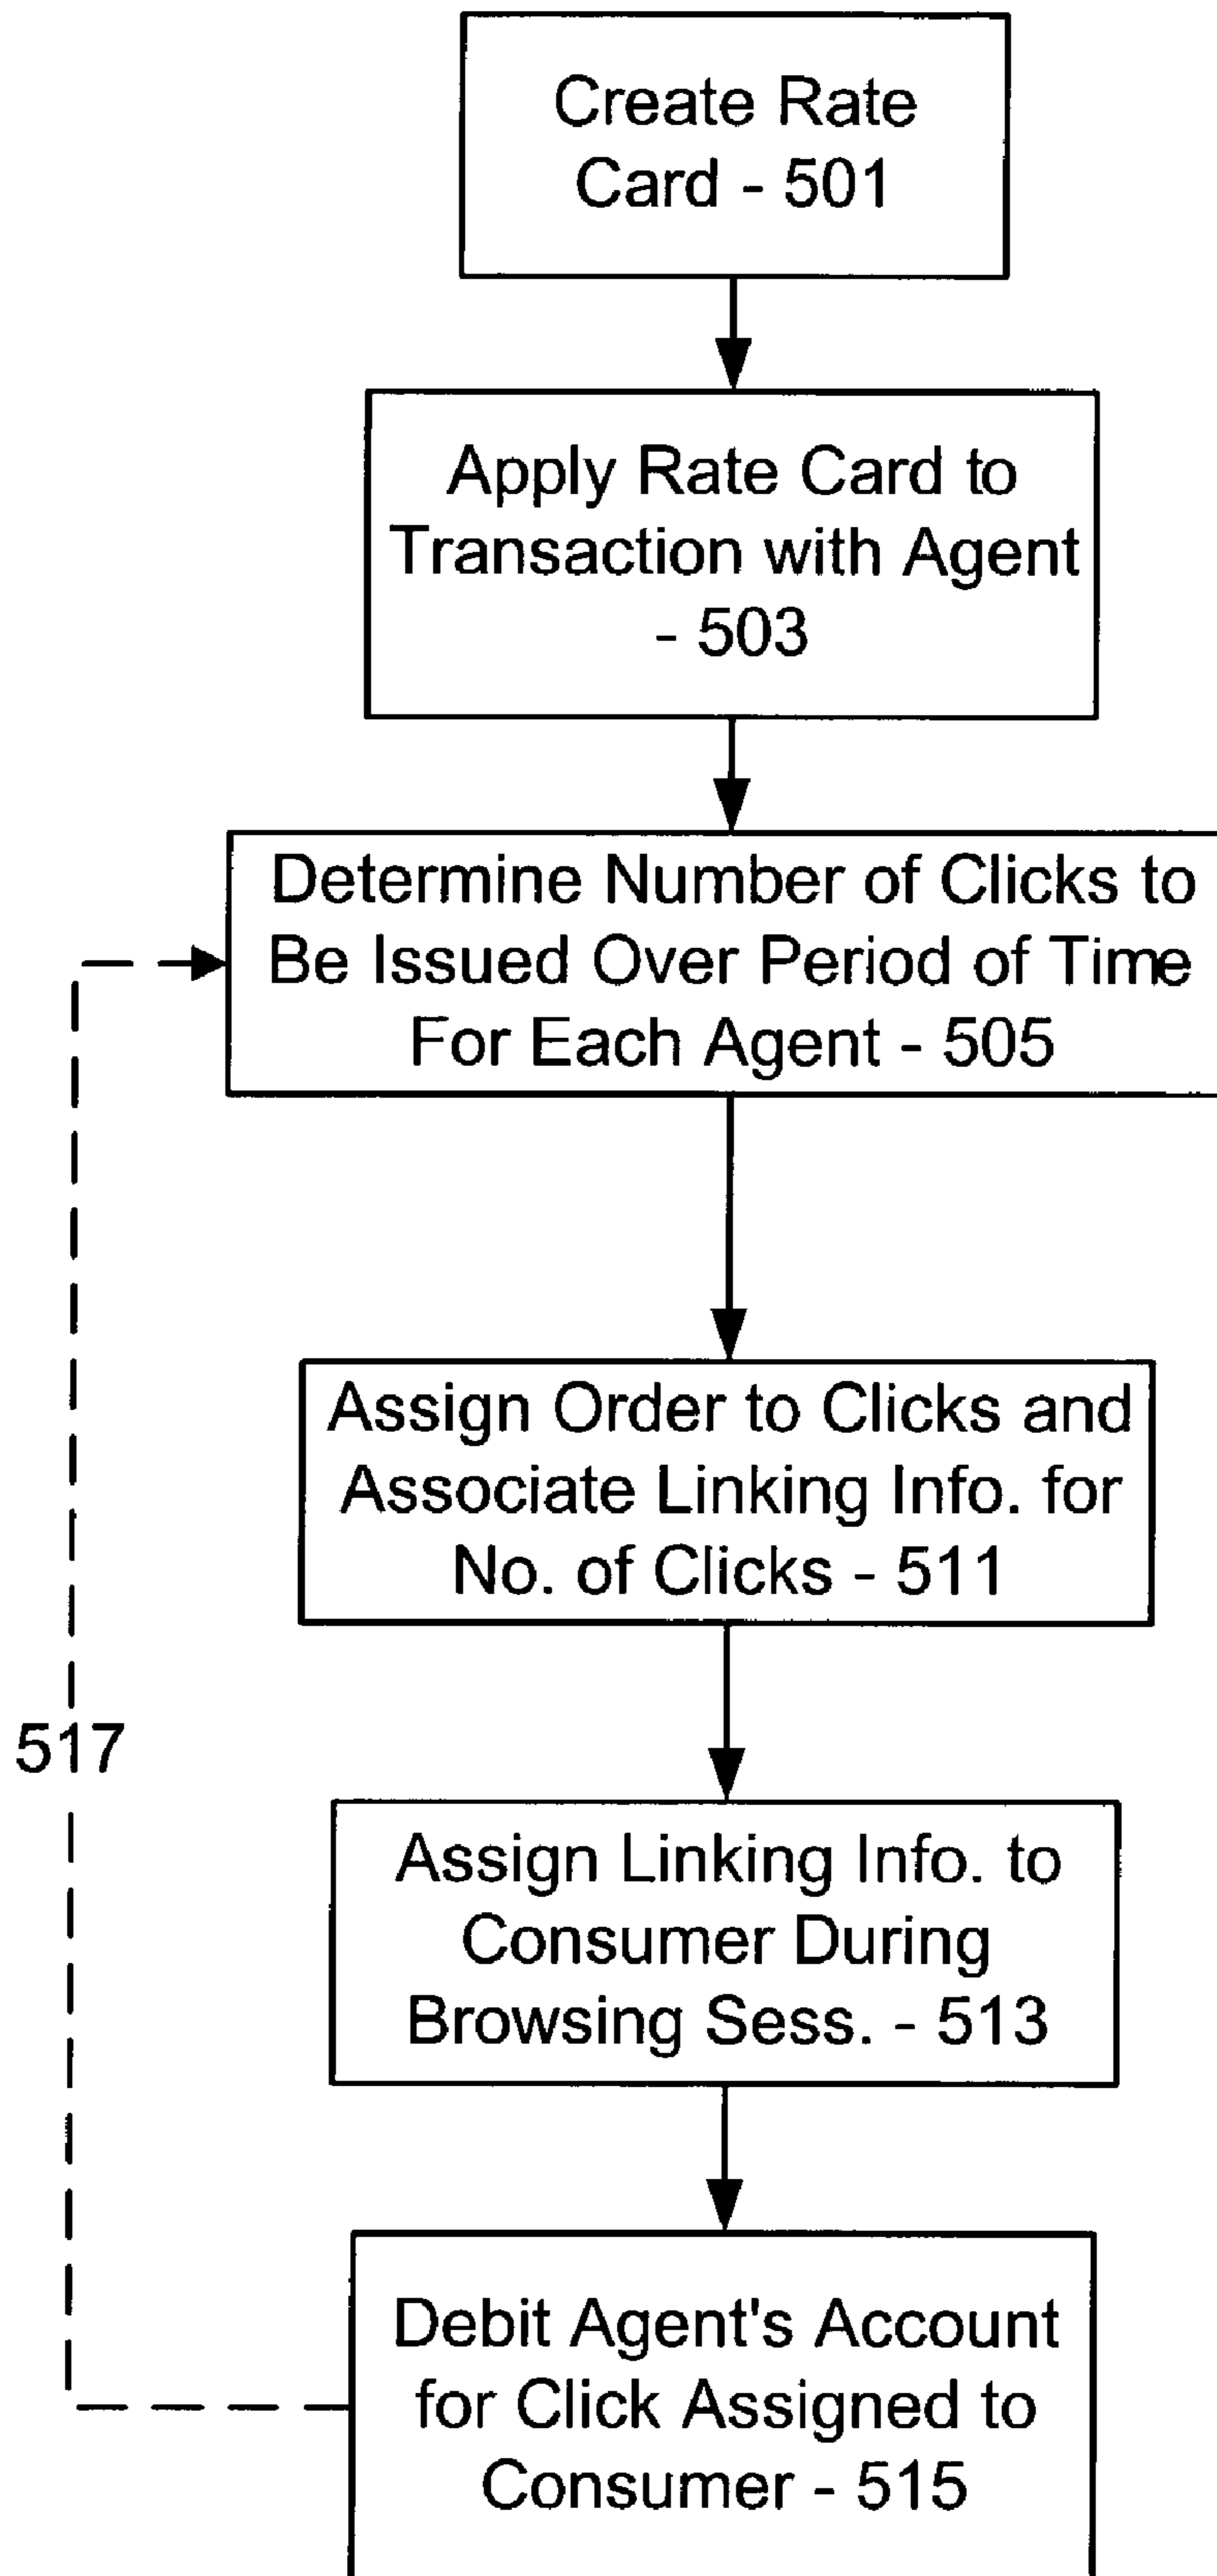 Create Rate
Card - 501
Apply Rate Card to
Transaction with Agent
- 503
Determine Number of Clicks to
Be Issued Over Period of Time
For Each Agent - 505
Assign Order to Clicks and
Associate Linking Info. for
No. of Clicks - 511
517
Assign Linking Info. to
Consumer During
Browsing Sess. - 513
Debit Agent's Account
for Click Assigned to
Consumer - 515